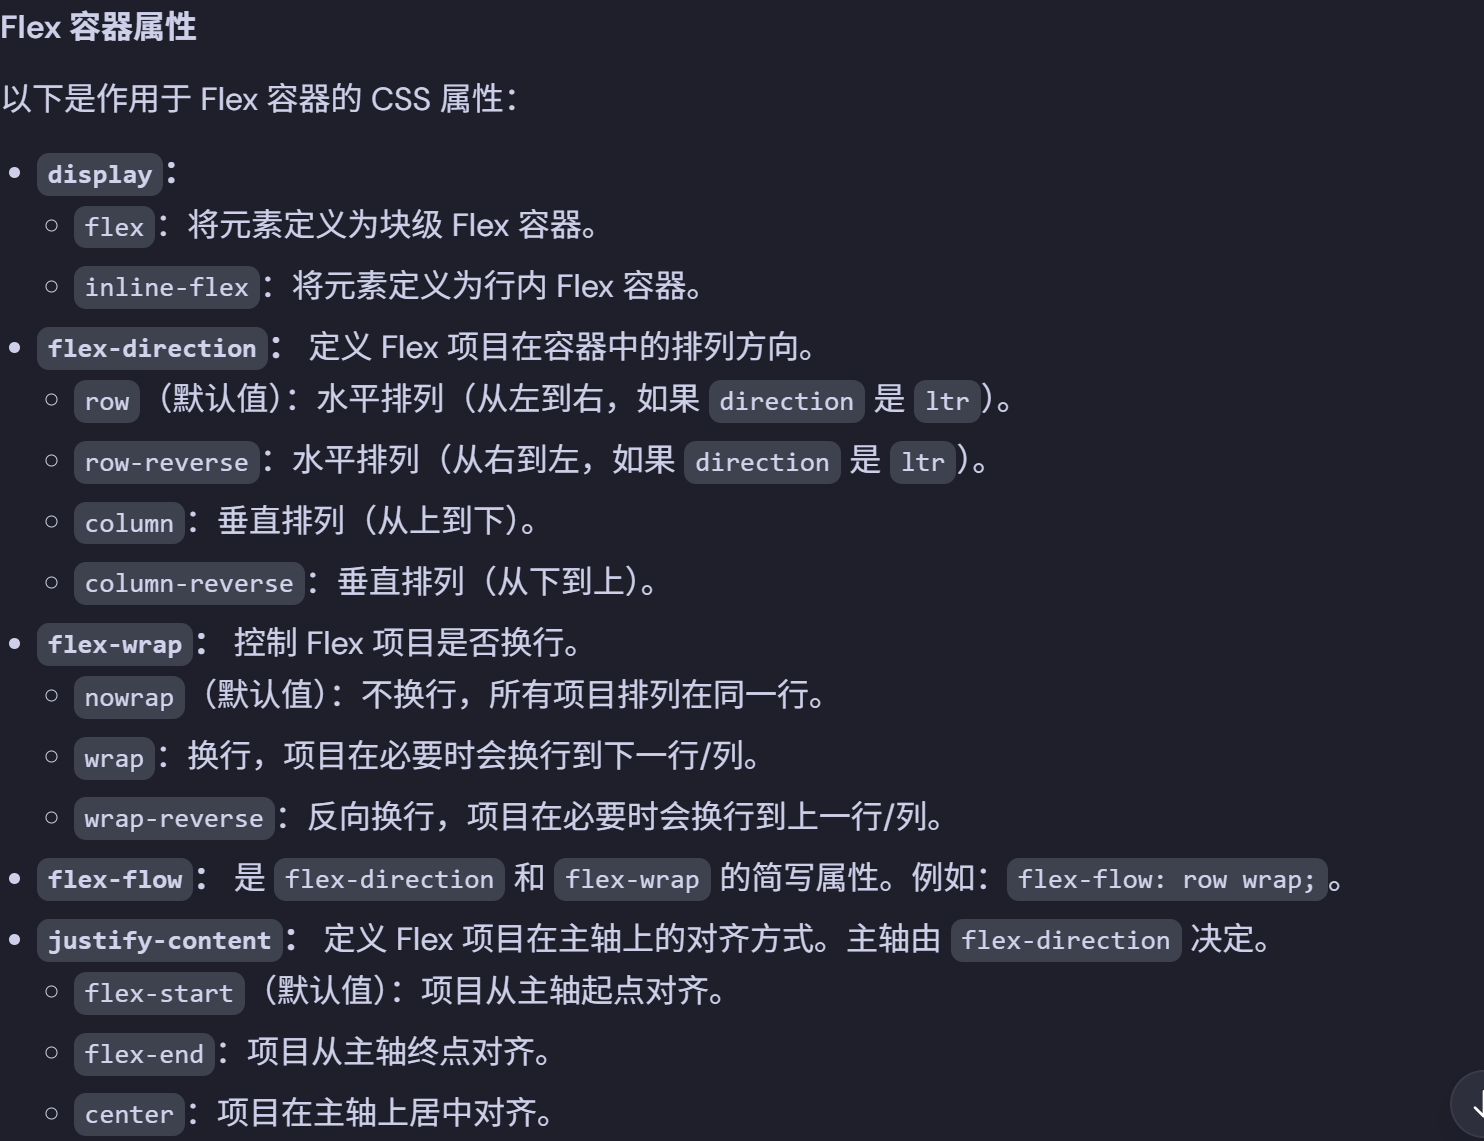 Flex 容器属性
以下是作用于 Flex 容器的 CSS 属性：
display：
flex：将元素定义为块级 Flex 容器。
inline-flex：将元素定义为行内 Flex 容器。
flex-direction： 定义 Flex 项目在容器中的排列方向。
row（默认值）：水平排列（从左到右，如果 direction 是 ltr）。
row-reverse：水平排列（从右到左，如果 direction 是 ltr）。
column：垂直排列（从上到下）。
column-reverse：垂直排列（从下到上）。
flex-wrap： 控制 Flex 项目是否换行。
nowrap（默认值）：不换行，所有项目排列在同一行。
wrap：换行，项目在必要时会换行到下一行/列。
wrap-reverse：反向换行，项目在必要时会换行到上一行/列。
flex-flow： 是 flex-direction 和 flex-wrap 的简写属性。例如：flex-flow: row wrap;。
justify-content： 定义 Flex 项目在主轴上的对齐方式。主轴由 flex-direction 决定。
flex-start（默认值）：项目从主轴起点对齐。
flex-end：项目从主轴终点对齐。
center：项目在主轴上居中对齐。